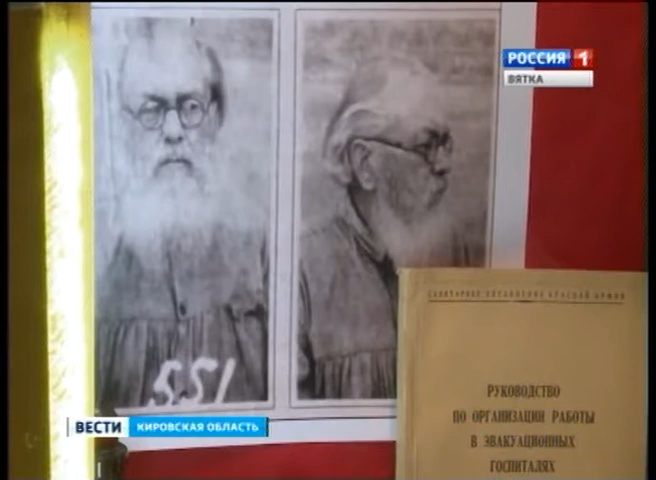 РОССИЯ 1
ВЯТКА
551
САНИТАРНОЕ УПРАВЛЕНИЕ КРАСНОЙ АРМИИ
РУКОВОДСТВО
ПО ОРГАНИЗАЦИИ РАБОТЫ
В ЭВАКУАЦИОННЫХ
ГОСПИТАЛЯХ
ВЕСТИ КИРОВСКАЯ ОБЛАСТЬ